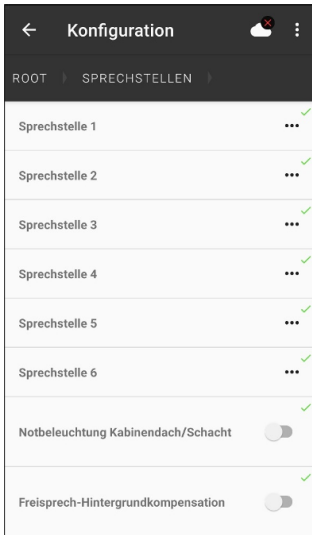 Konfiguration
ROOT SPRECHSTELLEN
Sprechstelle 1
Sprechstelle 2
Sprechstelle 3
Sprechstelle 4
Sprechstelle 5
Sprechstelle 6
Notbeleuchtung Kabinendach/Schacht
Freisprech-Hintergrundkompensation